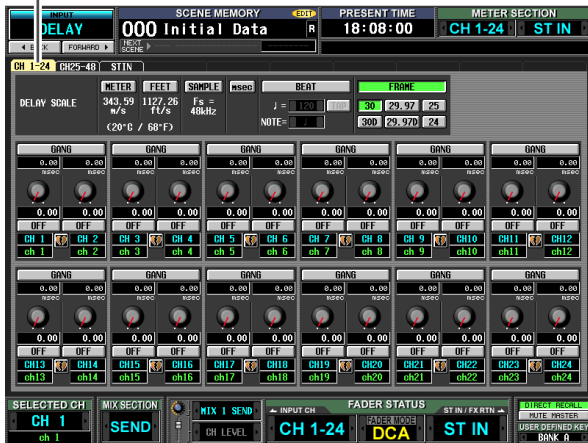 INPUT SCENE MEMORY EDIT PRESENT TIME METER SECTION
DELAY 000 Initial Data R 18:08:00 CH 1-24 ST IN
BACK FORWARD NEXT SCENE
CH 1-24 CH25-48 STIN
METER FEET SAMPLE msec BEAT FRAME
DELAY SCALE 343.59 m/s 1127.26 ft/s Fs = 48kHz ♩ = 120 TAP 30 29.97 25
(20°C / 68°F) NOTE= ♩ 30D 29.97D 24
GANG GANG GANG GANG GANG GANG
0.00 0.00 0.00 0.00 0.00 0.00 0.00 0.00 0.00 0.00 0.00 0.00
msec msec msec msec msec msec msec msec msec msec msec msec
0.00 0.00 0.00 0.00 0.00 0.00 0.00 0.00 0.00 0.00 0.00 0.00
OFF OFF OFF OFF OFF OFF OFF OFF OFF OFF OFF OFF
CH 1 CH 2 CH 3 CH 4 CH 5 CH 6 CH 7 CH 8 CH 9 CH10 CH11 CH12
ch 1 ch 2 ch 3 ch 4 ch 5 ch 6 ch 7 ch 8 ch 9 ch10 ch11 ch12
GANG GANG GANG GANG GANG GANG
0.00 0.00 0.00 0.00 0.00 0.00 0.00 0.00 0.00 0.00 0.00 0.00
msec msec msec msec msec msec msec msec msec msec msec msec
0.00 0.00 0.00 0.00 0.00 0.00 0.00 0.00 0.00 0.00 0.00 0.00
OFF OFF OFF OFF OFF OFF OFF OFF OFF OFF OFF OFF
CH13 CH14 CH15 CH16 CH17 CH18 CH19 CH20 CH21 CH22 CH23 CH24
ch13 ch14 ch15 ch16 ch17 ch18 ch19 ch20 ch21 ch22 ch23 ch24
SELECTED CH MIX SECTION MIX 1 SEND INPUT CH FADER STATUS ST IN / FX RTN DIRECT RECALL
MUTE MASTER
CH 1 SEND CH LEVEL CH 1-24 FADER MODE DCA ST IN USER DEFINED KEY
ch 1 BANK A